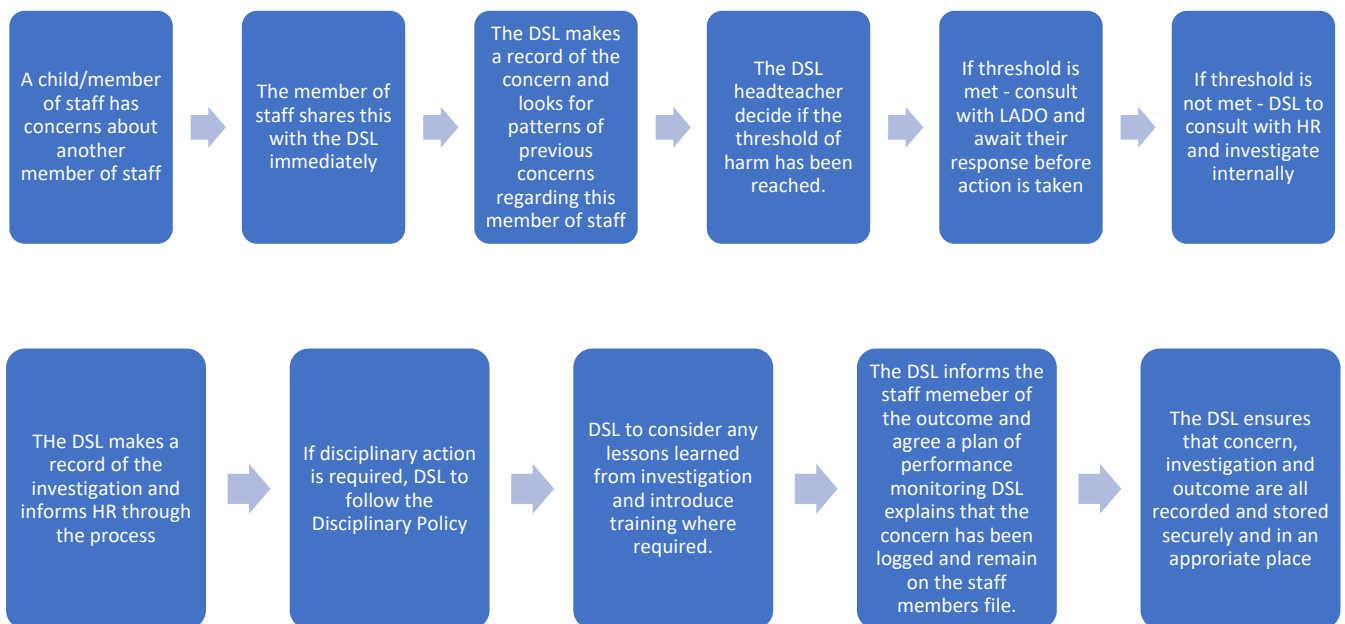 A child/member
of staff has
concerns about
another
member of staff
The member of
staff shares this
with the DSL
immediately
The DSL makes
a record of the
concern and
looks for
patterns of
previous
concerns
regarding this
member of staff
The DSL
headteacher
decide if the
threshold of
harm has been
reached.
If threshold is
met - consult
with LADO and
await their
response before
action is taken
If threshold is
not met - DSL to
consult with HR
and investigate
internally
THe DSL makes a
record of the
investigation and
informs HR through
the process
If disciplinary action
is required, DSL to
follow the
Disciplinary Policy
DSL to consider any
lessons learned
from investigation
and introduce
training where
required.
The DSL informs the
staff memeber of
the outcome and
agree a plan of
performance
monitoring DSL
explains that the
concern has been
logged and remain
on the staff
members file.
The DSL ensures
that concern,
investigation and
outcome are all
recorded and stored
securely and in an
approriate place